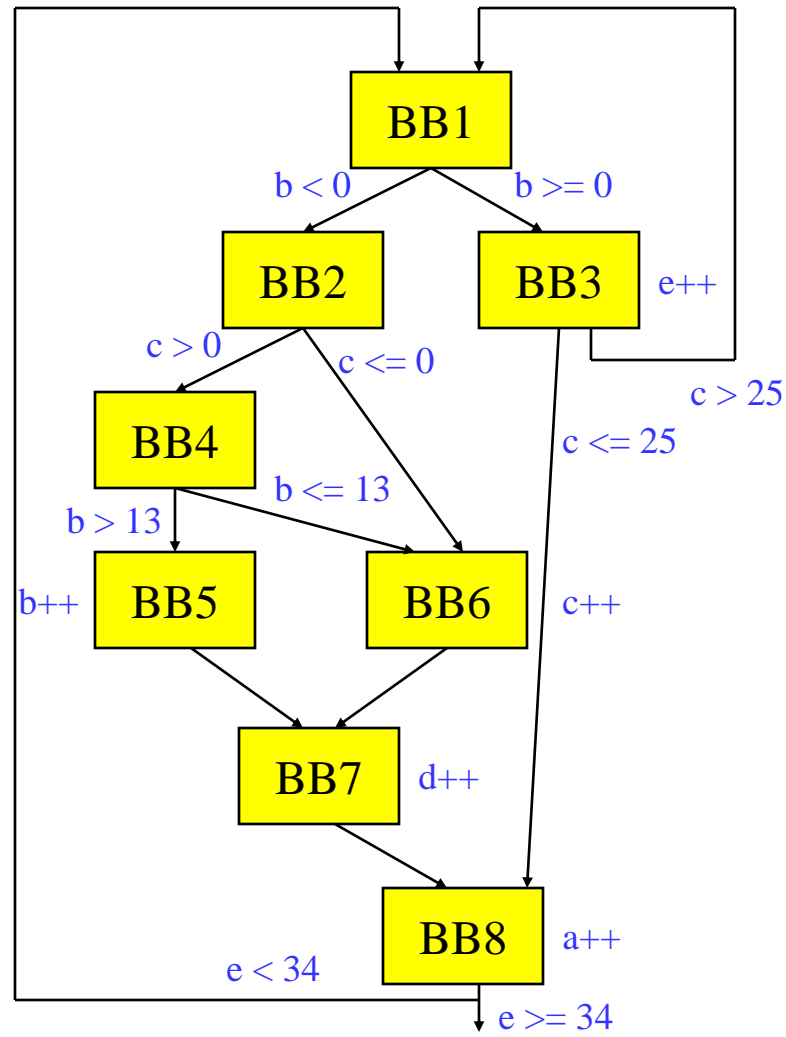 BB1
b < 0
b >= 0
BB2
BB3
e++
c > 0
c <= 0
c > 25
BB4
c <= 25
b <= 13
b > 13
b++
BB5
BB6
c++
BB7
d++
BB8
a++
e < 34
e >= 34